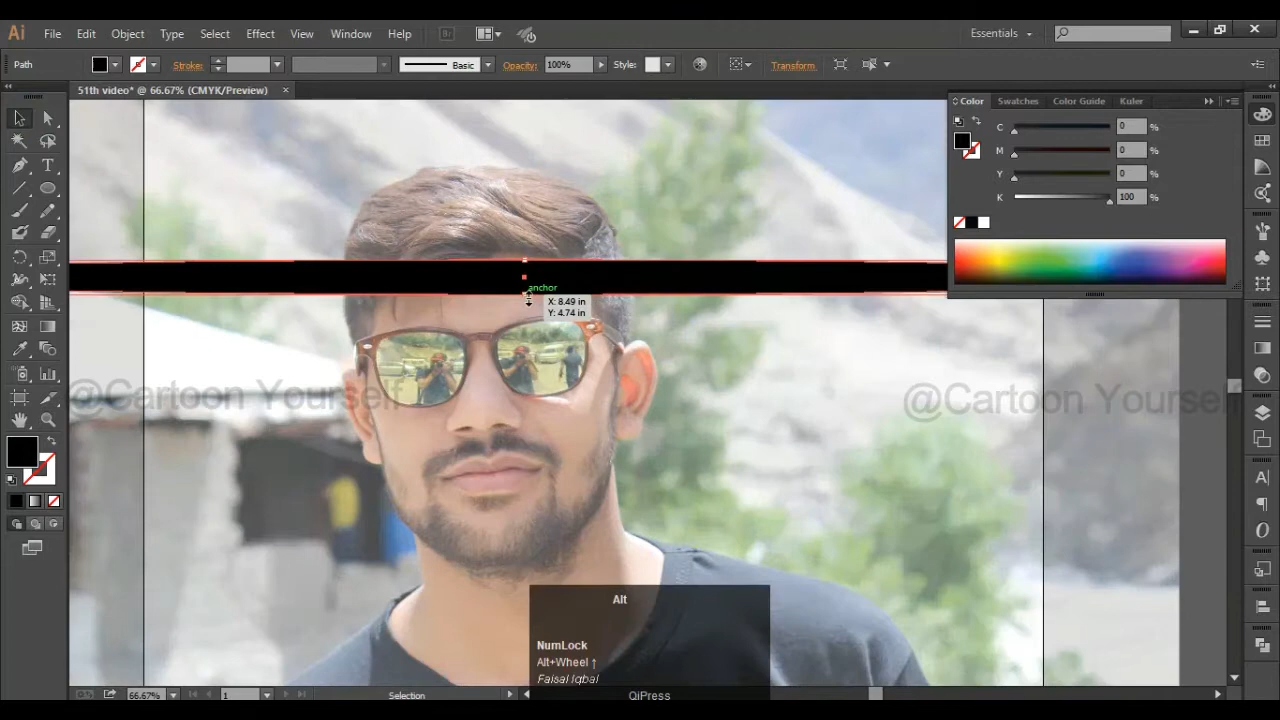 Ai File Edit Object Type Select Effect View Window Help Br Essentials
Path Stroke: Basic Opacity: 100% Style: Transform
51th video* @ 66.67% (CMYK/Preview) ×
Color Swatches Color Guide Kuler
C 0 %
M 0 %
Y 0 %
K 100 %
anchor
X: 8.49 in
Y: 4.74 in
@Cartoon Yourself @Cartoon Yourself
Alt
NumLock
Alt+Wheel ↑
Faisal Iqbal
66.67% 1 Selection QiPress